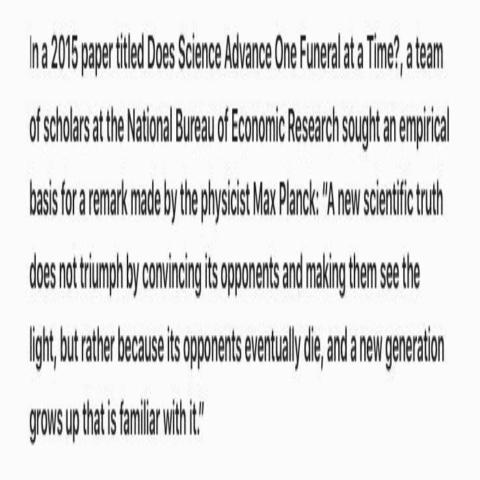 In a 2015 paper titled Does Science Advance One Funeral at a Time?, a team
of scholars at the National Bureau of Economic Research sought an empirical
basis for a remark made by the physicist Max Planck: “A new scientific truth
does not triumph by convincing its opponents and making them see the
light, but rather because its opponents eventually die, and a new generation
grows up that is familiar with it.”